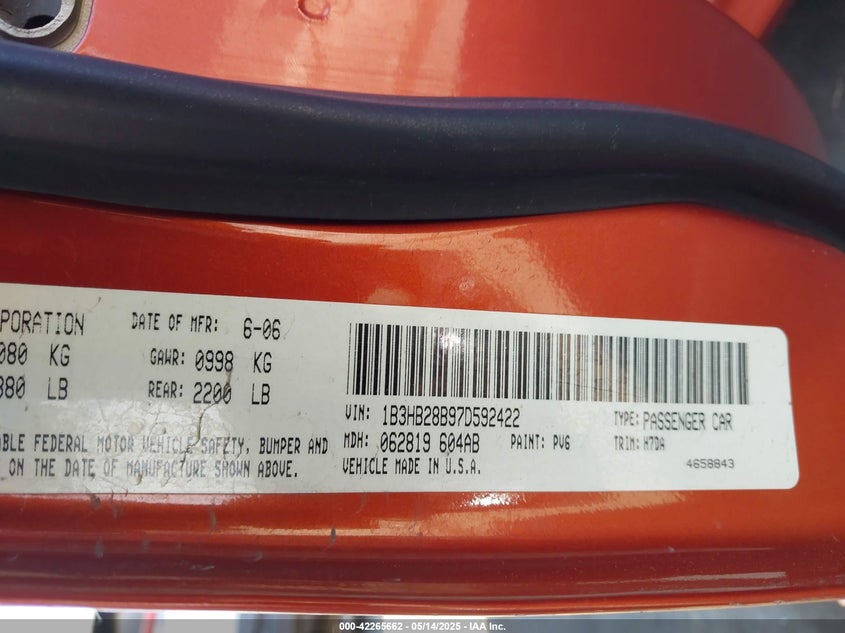 PORATION DATE OF MFR: 6-06
080 KG GAWR: 0998 KG
880 LB REAR: 2200 LB
VIN: 1B3HB28B97D592422 TYPE: PASSENGER CAR
MDH: 062819 604AB PAINT: PV6 TRIM: H7DA
ABLE FEDERAL MOTOR VEHICLE SAFETY, BUMPER AND
ON THE DATE OF MANUFACTURE SHOWN ABOVE. VEHICLE MADE IN U.S.A.
4658843
000-42265662 - 05/14/2025 - IAA Inc.